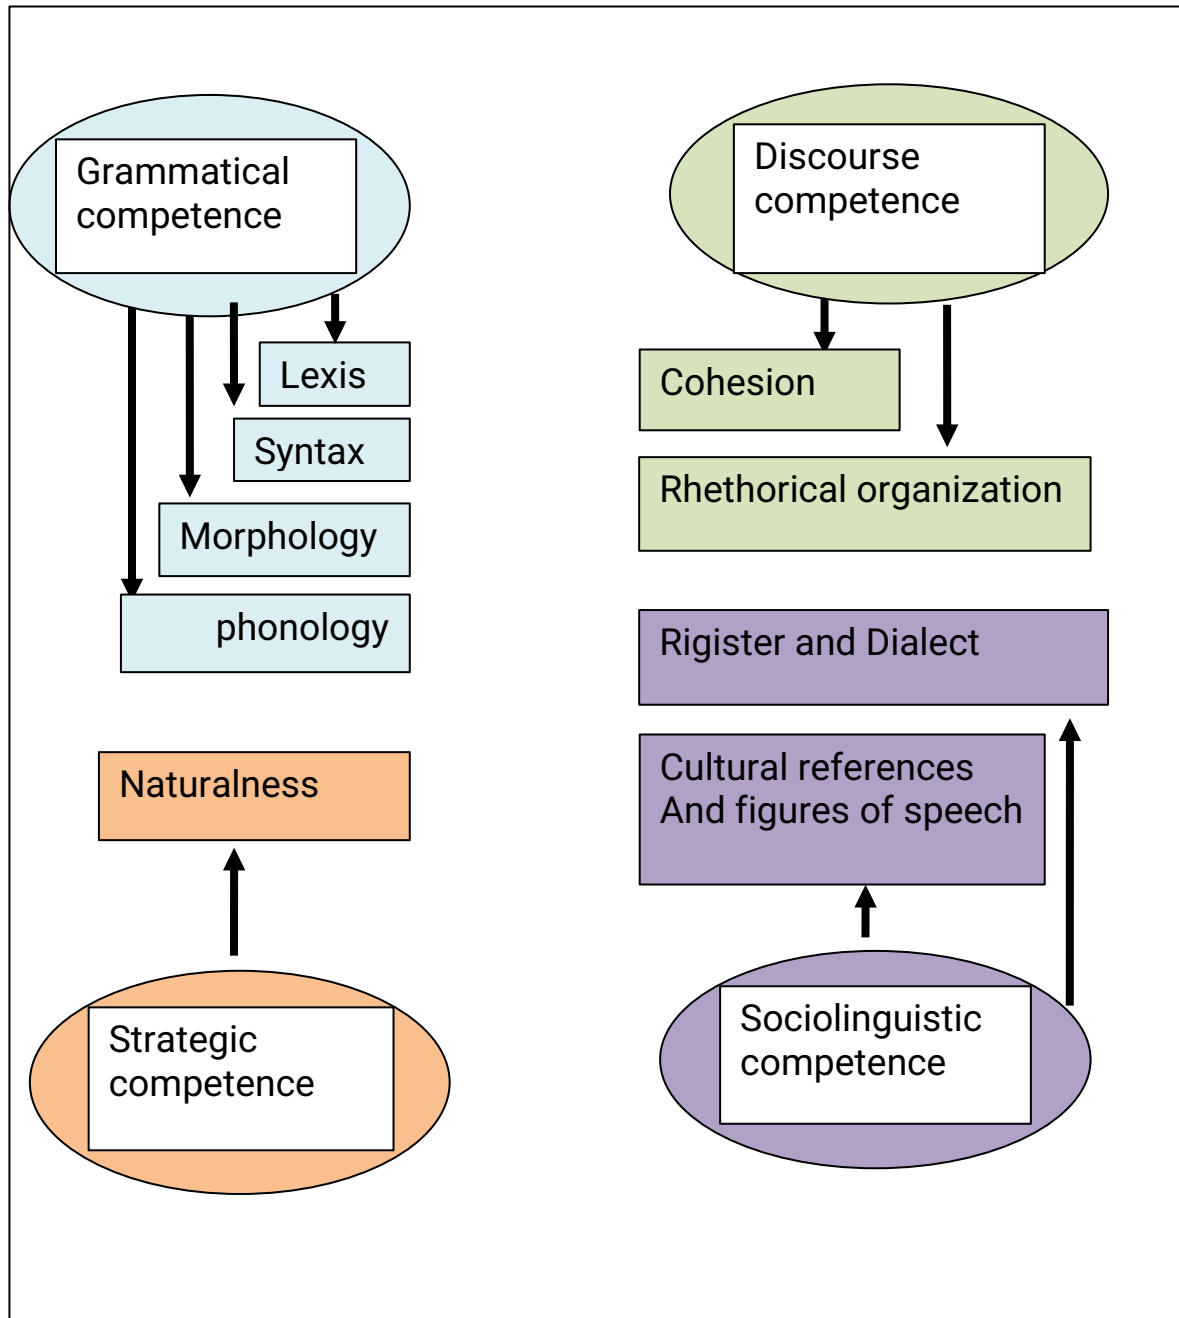 Grammatical
competence
Lexis
Syntax
Morphology
phonology
Discourse
competence
Cohesion
Rhethorical organization
Rigister and Dialect
Cultural references
And figures of speech
Naturalness
Strategic
competence
Sociolinguistic
competence